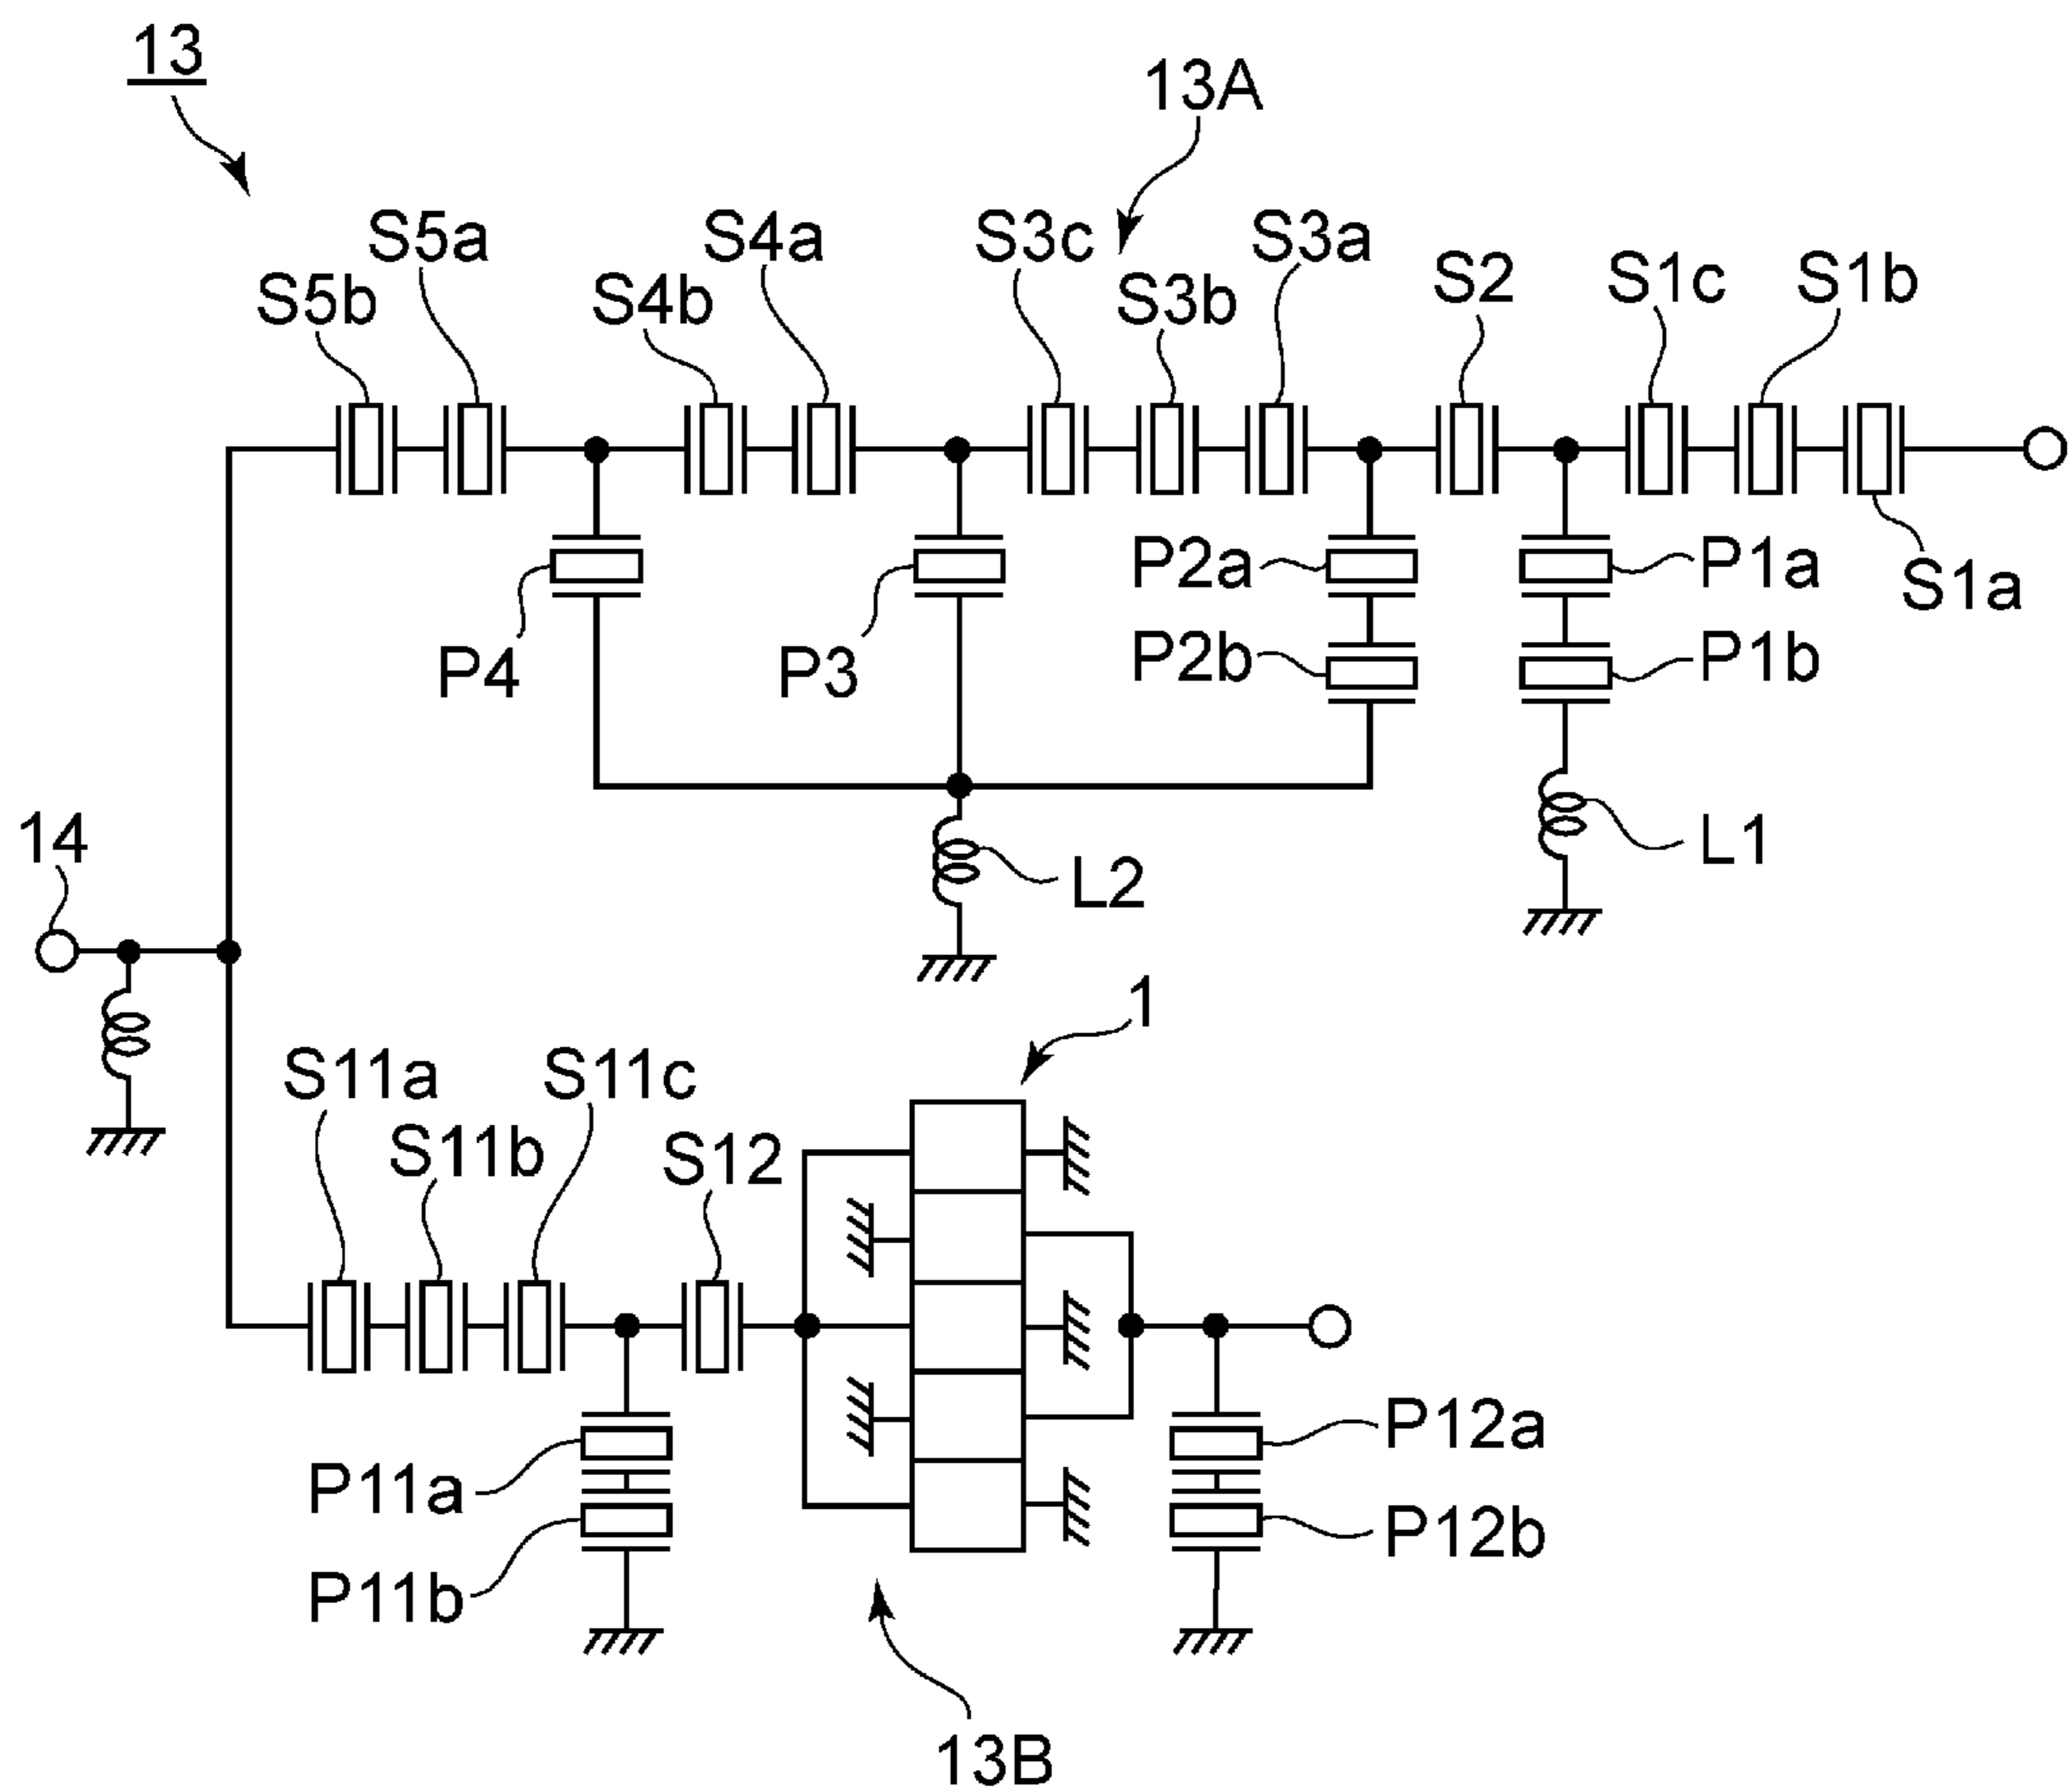 13
13A
S5a
S4a
S3c
S3a
S5b
S4b
S3b
S2
S1c
S1b
P2a
P1a
S1a
P4
P3
P2b
P1b
14
L2
L1
1
S11a
S11c
S11b
S12
P11a
P12a
P11b
P12b
13B